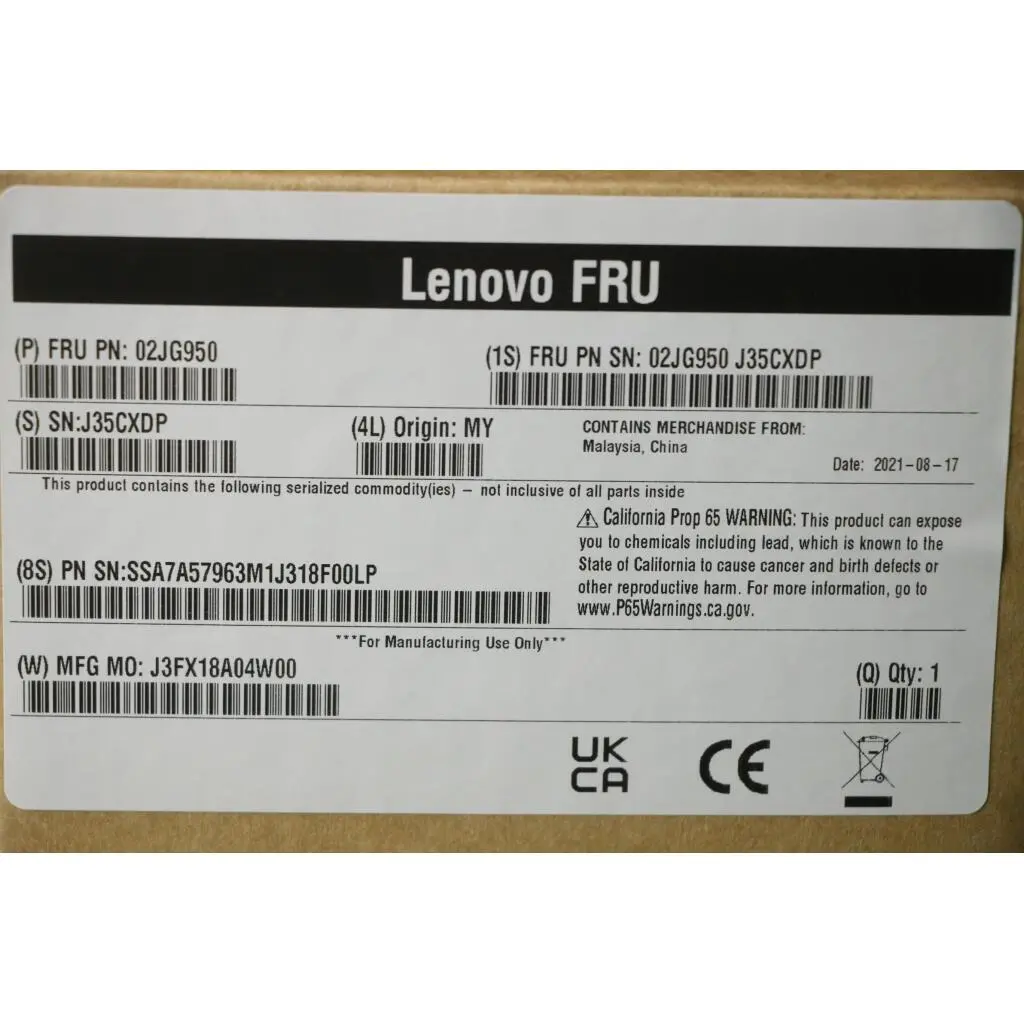 Lenovo FRU
(P) FRU PN: 02JG950
(1S) FRU PN SN: 02JG950 J35CXDP
(S) SN:J35CXDP
(4L) Origin: MY
CONTAINS MERCHANDISE FROM:
Malaysia, China
Date: 2021-08-17
This product contains the following serialized commodity(ies) – not inclusive of all parts inside
⚠ California Prop 65 WARNING: This product can expose
you to chemicals including lead, which is known to the
State of California to cause cancer and birth defects or
other reproductive harm. For more information, go to
www.P65Warnings.ca.gov.
(8S) PN SN:SSA7A57963M1J318F00LP
***For Manufacturing Use Only***
(W) MFG MO: J3FX18A04W00
(Q) Qty: 1
UK
CA
CE